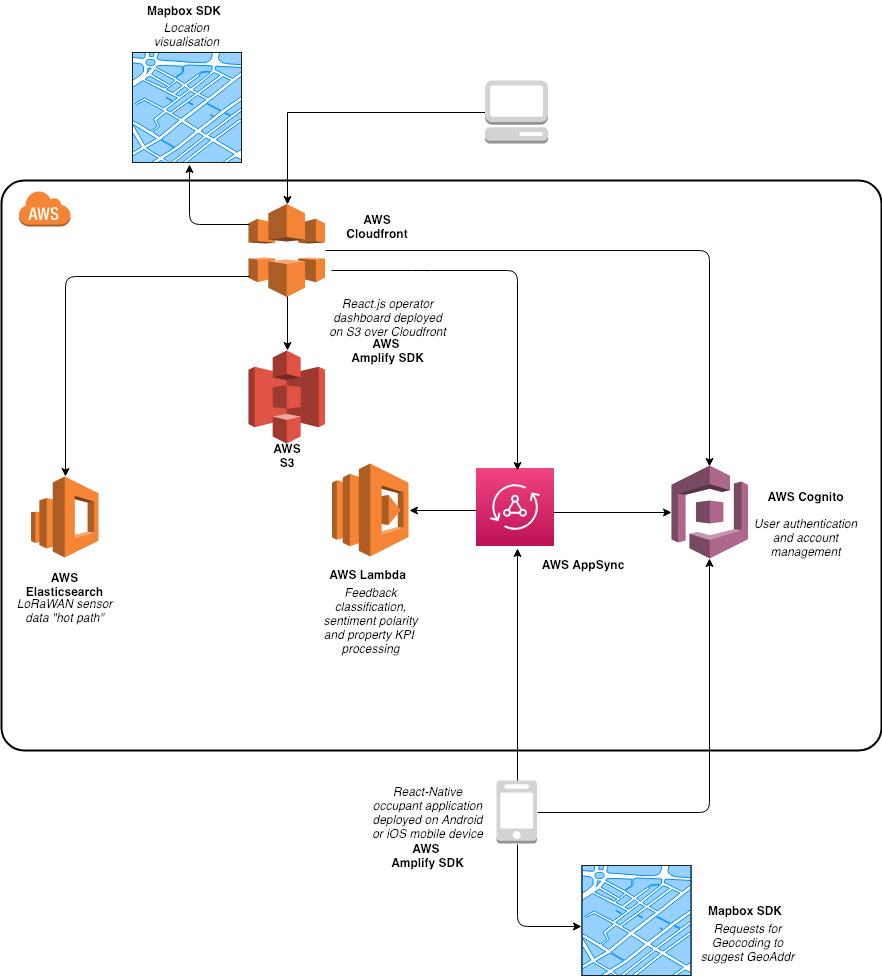 Mapbox SDK
Location
visualisation
AWS
AWS
Cloudfront
React.js operator
dashboard deployed
on S3 over Cloudfront
AWS
Amplify SDK
AWS
S3
AWS Cognito
User authentication
and account
management
AWS AppSync
AWS Lambda
Feedback
classification,
sentiment polarity
and property KPI
processing
AWS
Elasticsearch
LoRaWAN sensor
data "hot path"
React-Native
occupant application
deployed on Android
or iOS mobile device
AWS
Amplify SDK
Mapbox SDK
Requests for
Geocoding to
suggest GeoAddr